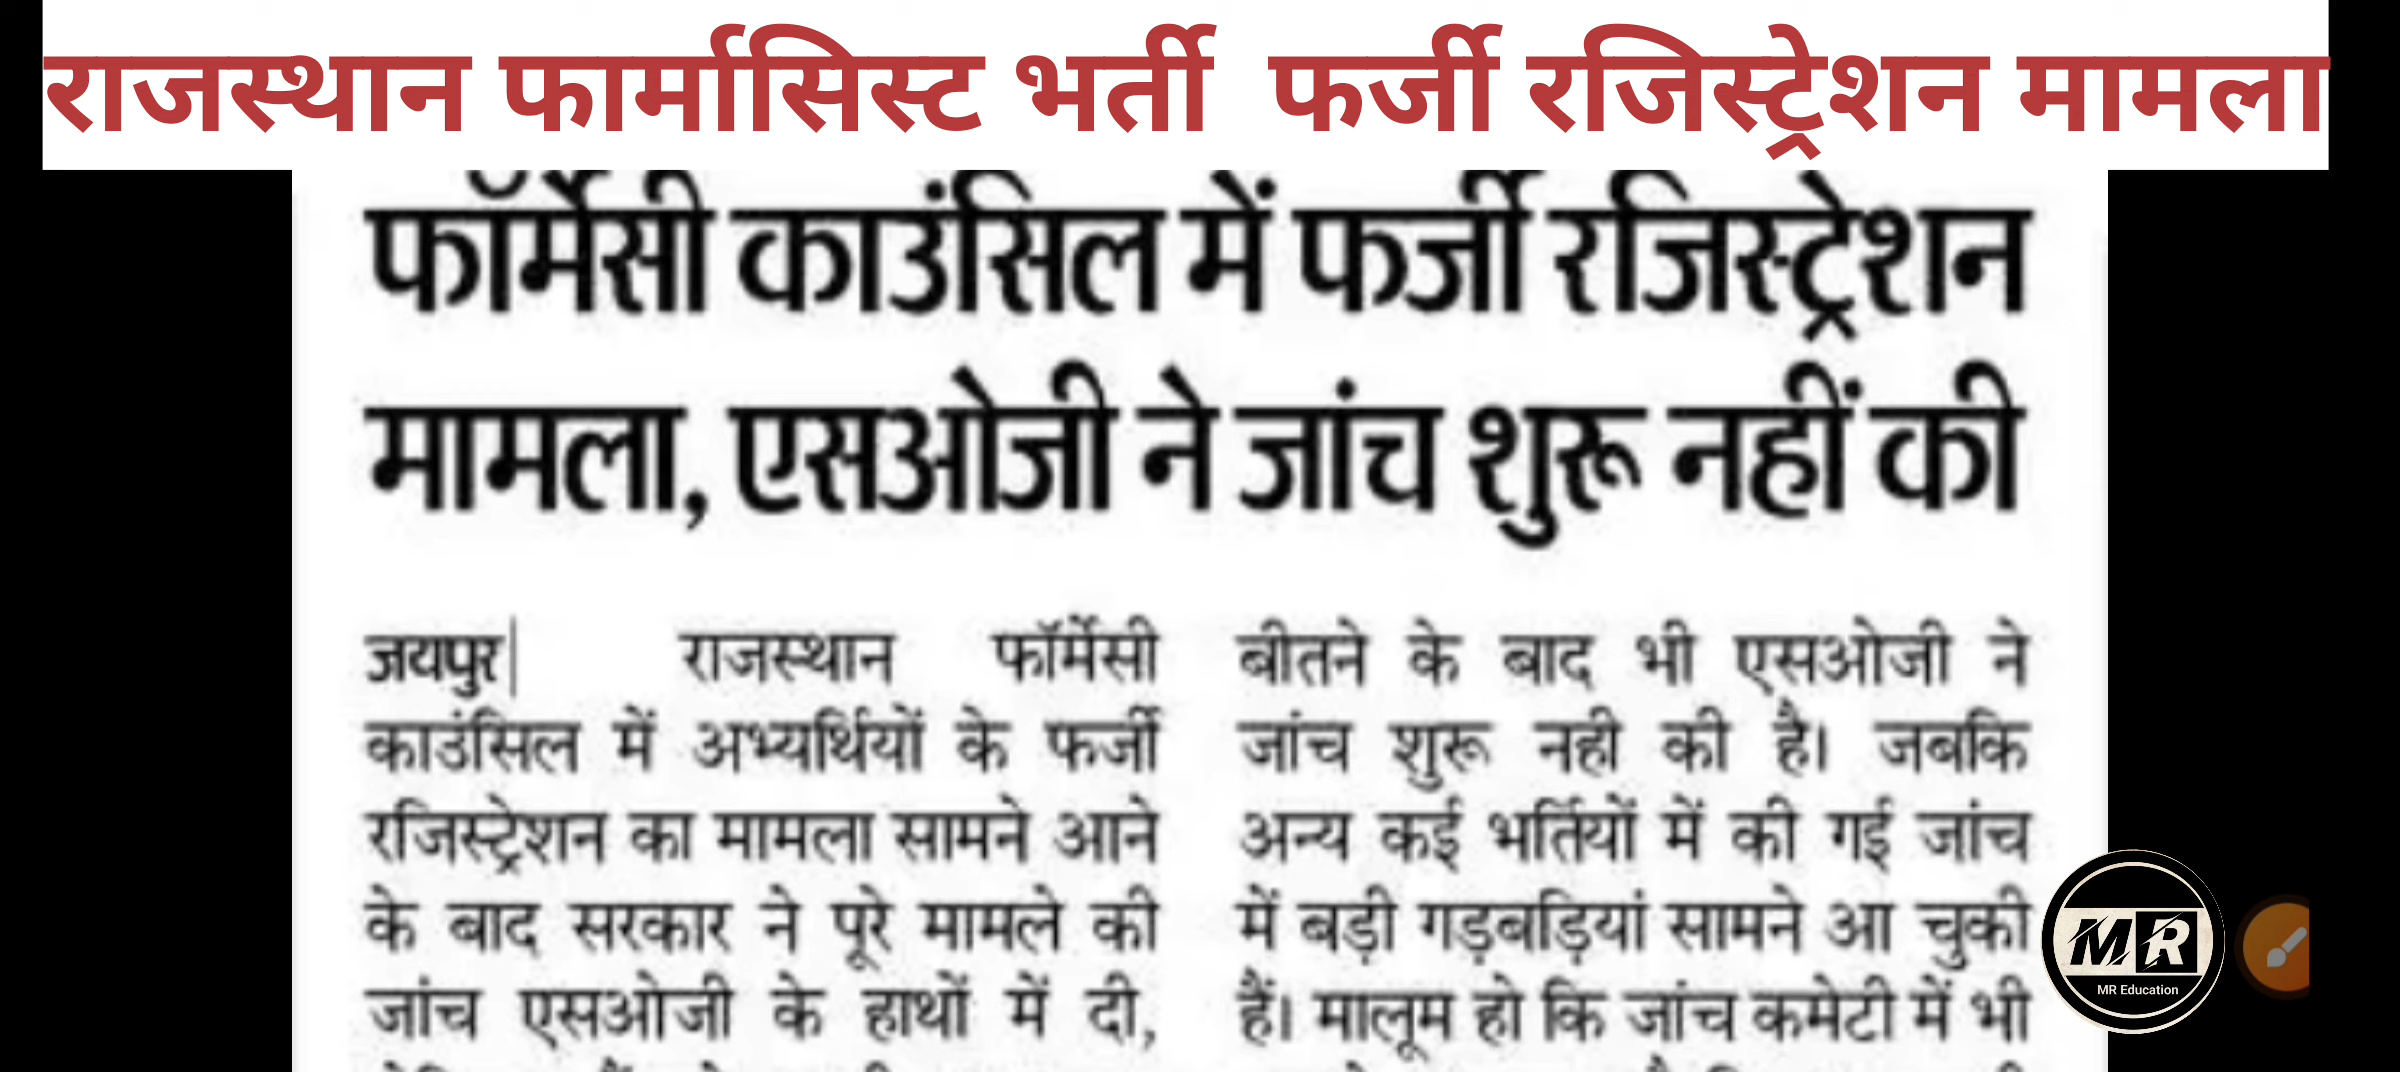 राजस्थान फार्मासिस्ट भर्ती फर्जी रजिस्ट्रेशन मामला
फॉर्मेसी काउंसिल में फर्जी रजिस्ट्रेशन
मामला, एसओजी ने जांच शुरू नहीं की
जयपुर| राजस्थान फॉर्मेसी
काउंसिल में अभ्यर्थियों के फर्जी
रजिस्ट्रेशन का मामला सामने आने
के बाद सरकार ने पूरे मामले की
जांच एसओजी के हाथों में दी,
बीतने के बाद भी एसओजी ने
जांच शुरू नही की है। जबकि
अन्य कई भर्तियों में की गई जांच
में बड़ी गड़बड़ियां सामने आ चुकी
हैं। मालूम हो कि जांच कमेटी में भी
MR
MR Education